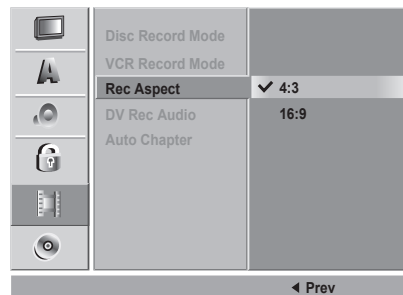 Disc Record Mode
VCR Record Mode
Rec Aspect
✔ 4:3
DV Rec Audio
16:9
Auto Chapter
◀ Prev